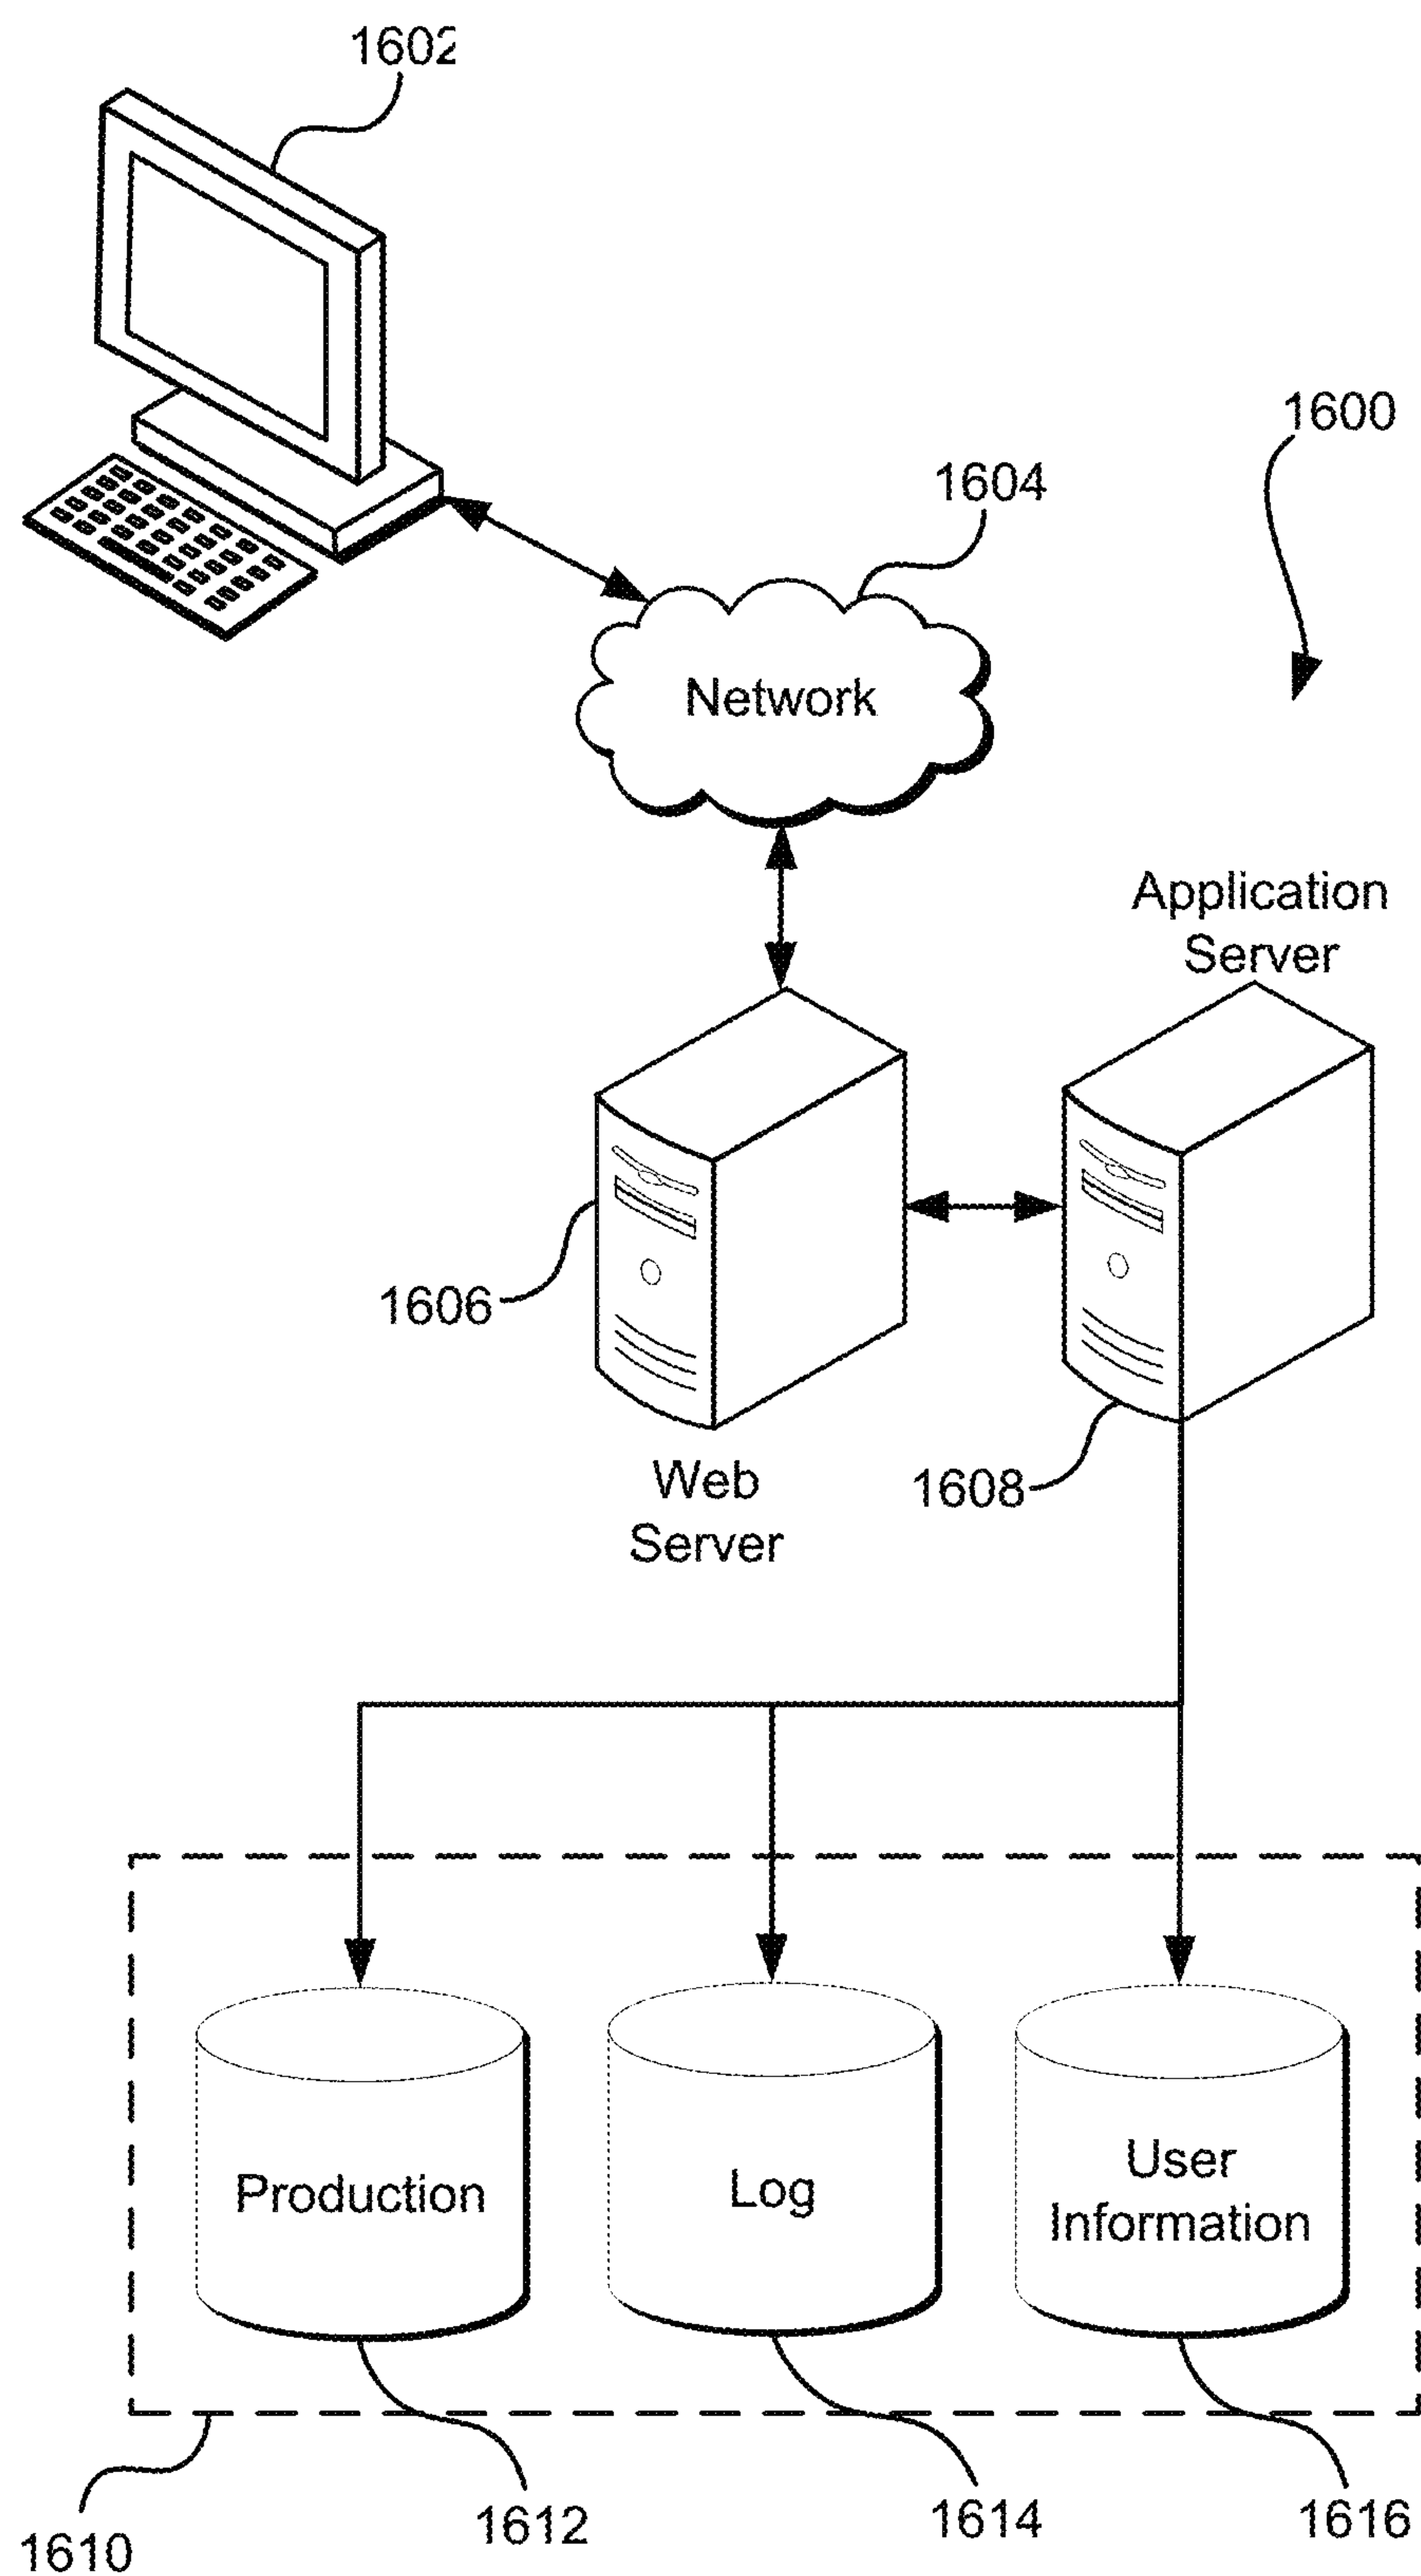 1602
1600
1604
Network
Application
Server
1606
Web
Server
1608
Production
Log
User
Information
1610
1612
1614
1616